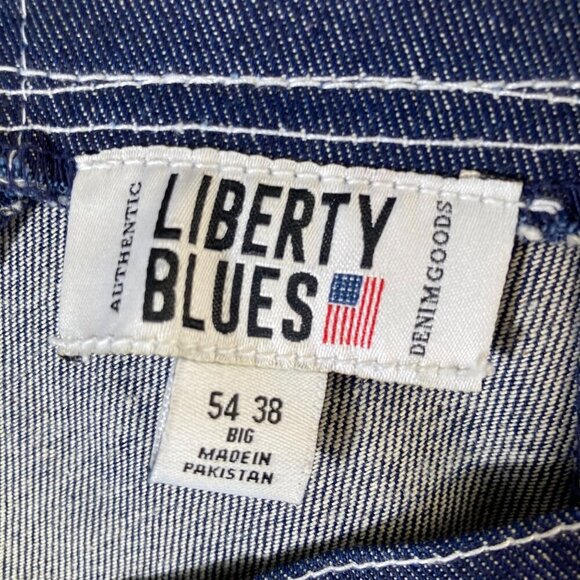 AUTHENTIC
LIBERTY
BLUES
DENIM GOODS
54 38
BIG
MADE IN
PAKISTAN